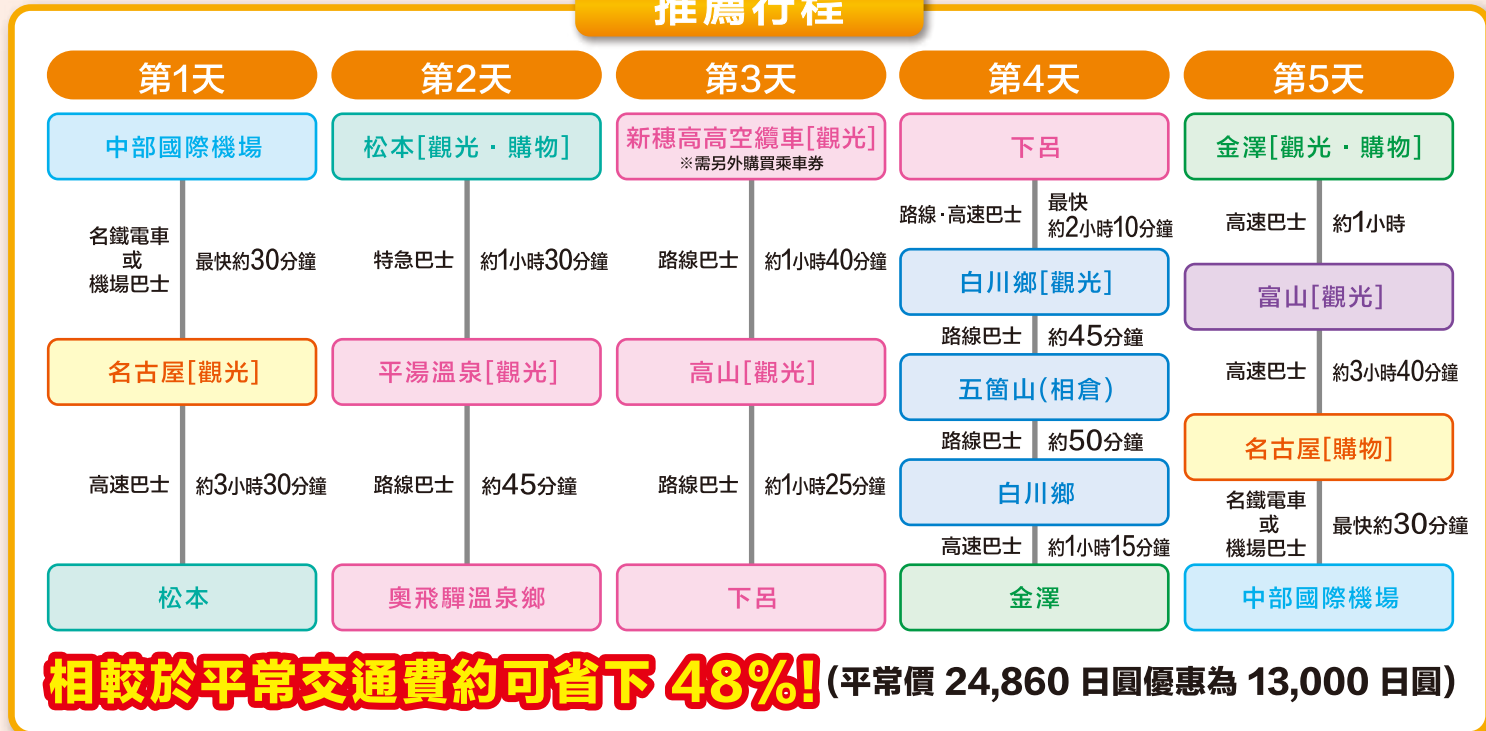 推薦行程
第1天
中部國際機場
名鐵電車
或
機場巴士
最快約30分鐘
名古屋[觀光]
高速巴士
約3小時30分鐘
松本
第2天
松本[觀光・購物]
特急巴士
約1小時30分鐘
平湯溫泉[觀光]
路線巴士
約45分鐘
奧飛驒溫泉鄉
第3天
新穗高高空纜車[觀光]
※需另外購買乘車券
路線巴士
約1小時40分鐘
高山[觀光]
路線巴士
約1小時25分鐘
下呂
第4天
下呂
路線・高速巴士
最快
約2小時10分鐘
白川鄉[觀光]
路線巴士
約45分鐘
五箇山(相倉)
路線巴士
約50分鐘
白川鄉
高速巴士
約1小時15分鐘
金澤
第5天
金澤[觀光・購物]
高速巴士
約1小時
富山[觀光]
高速巴士
約3小時40分鐘
名古屋[購物]
名鐵電車
或
機場巴士
最快約30分鐘
中部國際機場
相較於平常交通費約可省下 48%!(平常價 24,860 日圓優惠為 13,000 日圓)